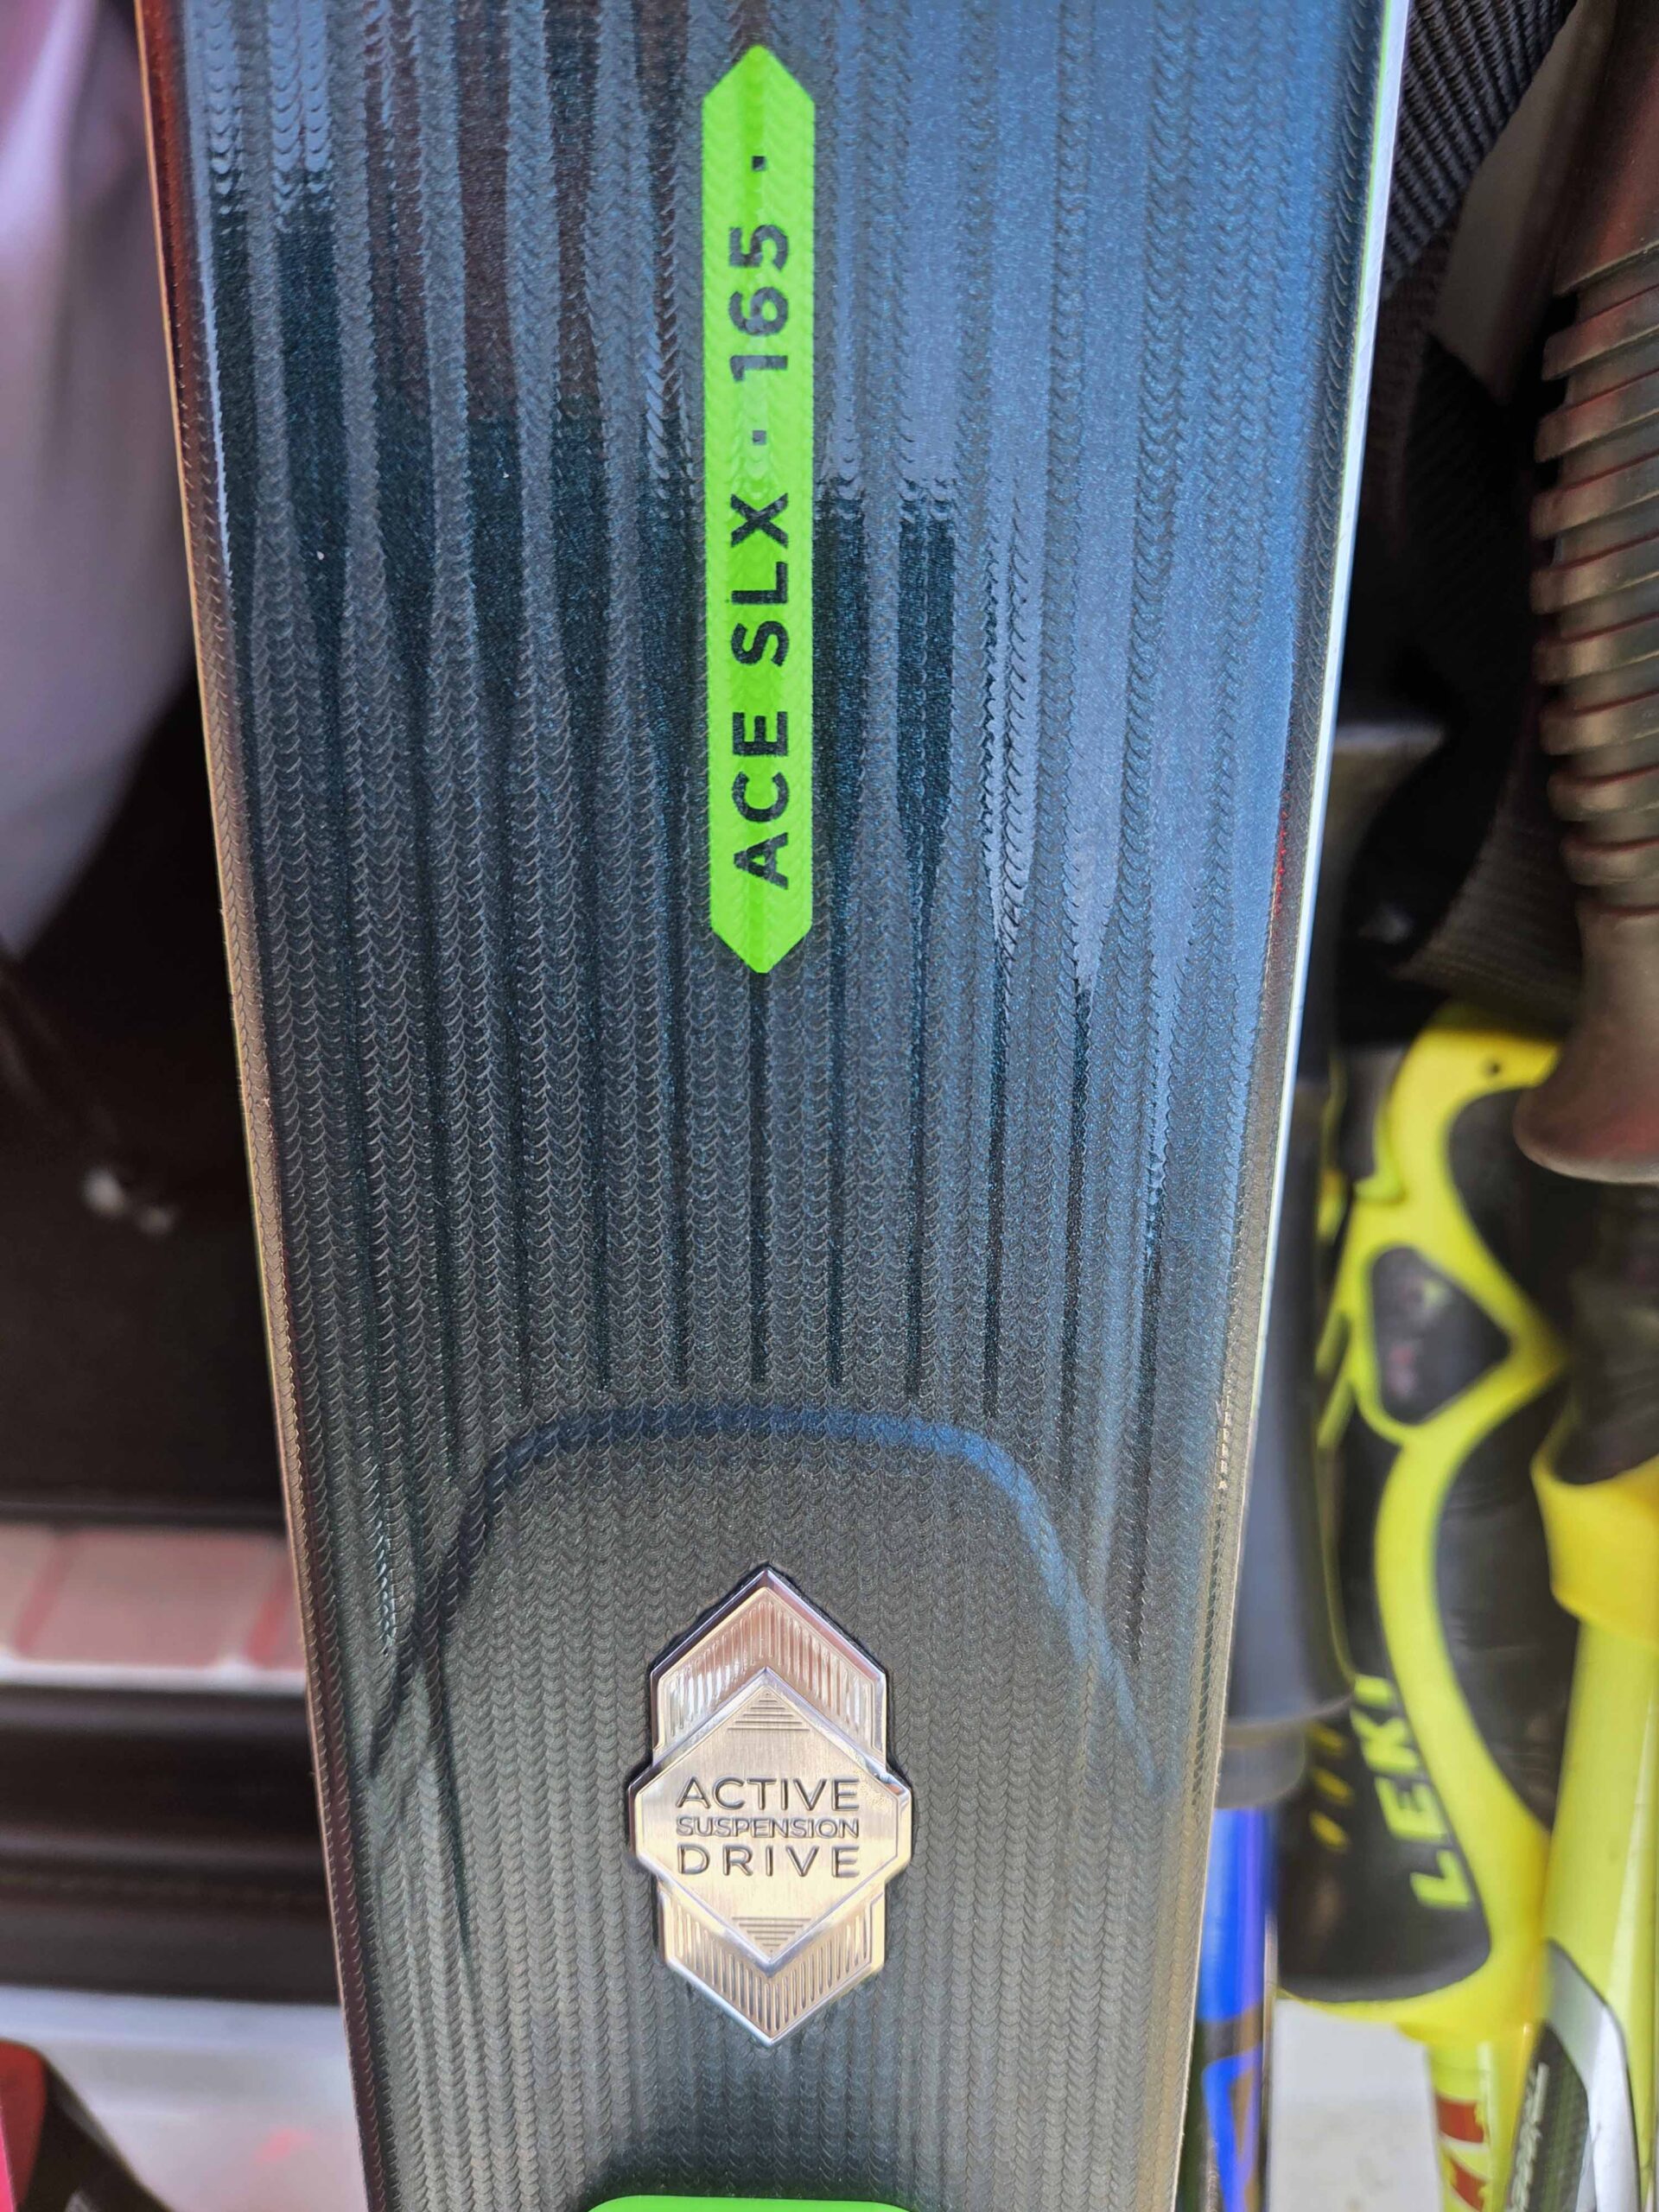 ACE SLX · 165 ·
ACTIVE
SUSPENSION
DRIVE
LEKI